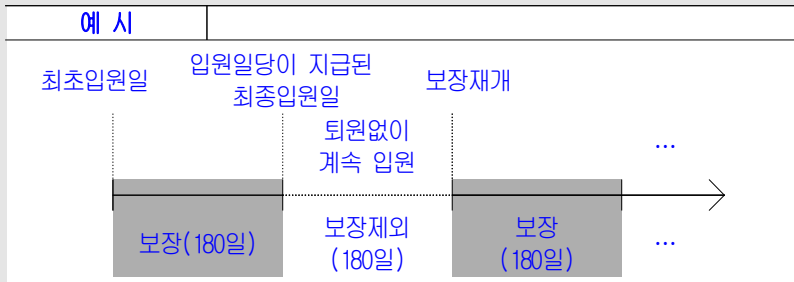 예 시
최초입원일
입원일당이 지급된
최종입원일
보장재개
퇴원없이
계속 입원
...
보장(180일)
보장제외
(180일)
보장
(180일)
...